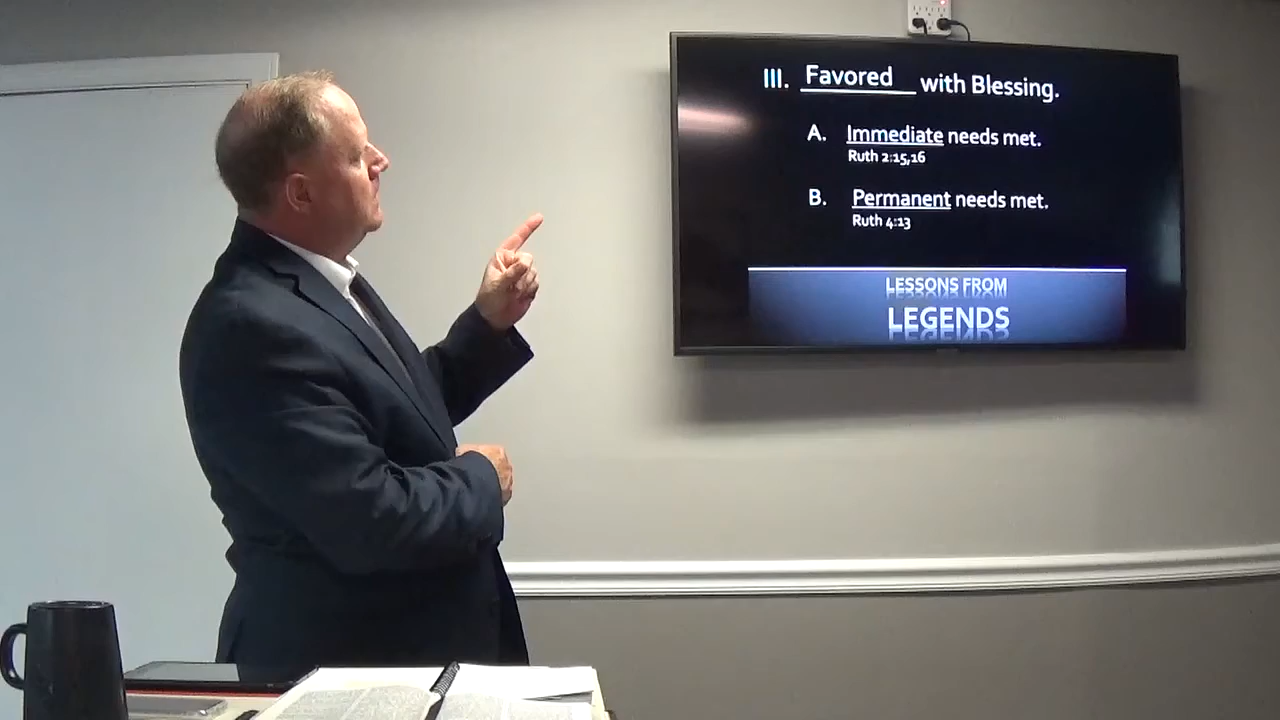 III. Favored with Blessing.
A. Immediate needs met.
Ruth 2:15,16
B. Permanent needs met.
Ruth 4:13
LESSONS FROM
LEGENDS